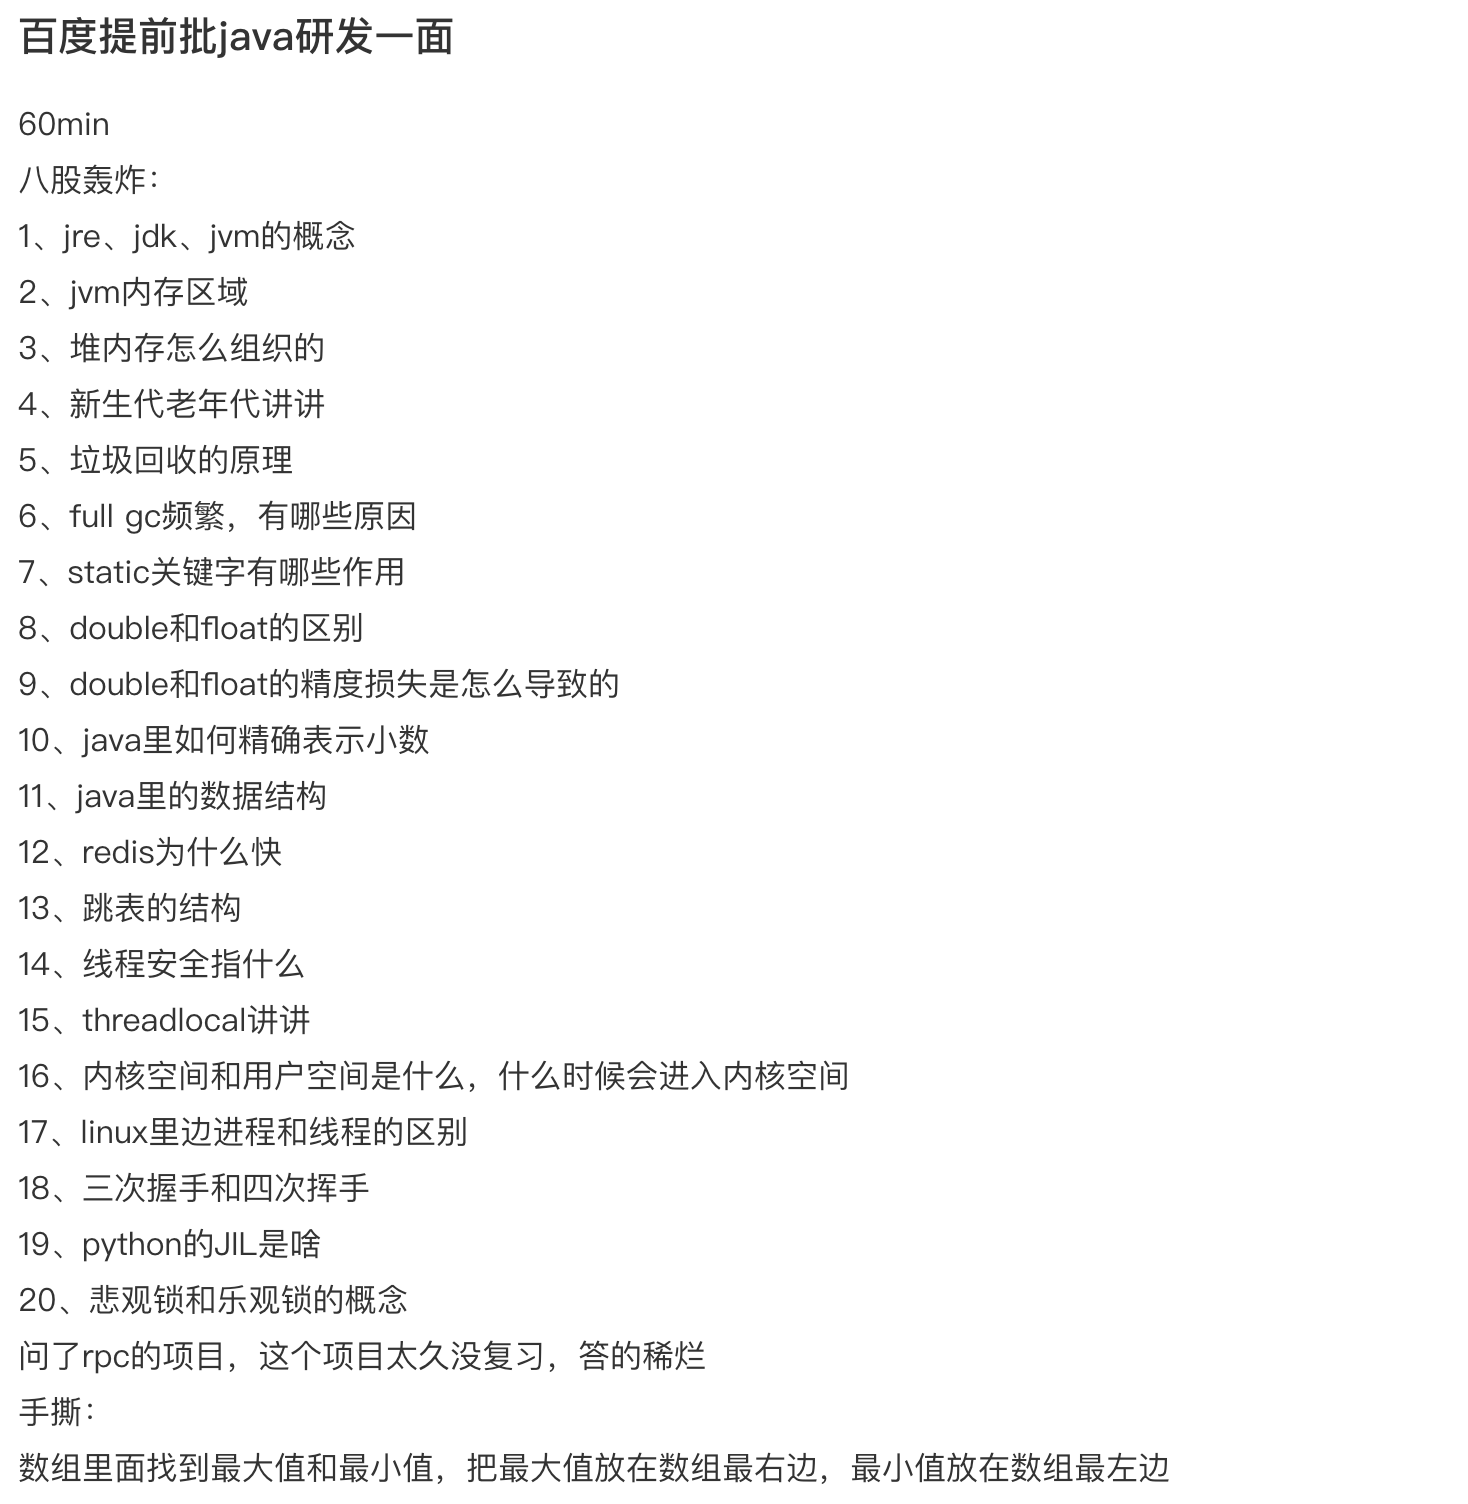 百度提前批java研发一面
60min
八股轰炸：
1、jre、jdk、jvm的概念
2、jvm内存区域
3、堆内存怎么组织的
4、新生代老年代讲讲
5、垃圾回收的原理
6、full gc频繁，有哪些原因
7、static关键字有哪些作用
8、double和float的区别
9、double和float的精度损失是怎么导致的
10、java里如何精确表示小数
11、java里的数据结构
12、redis为什么快
13、跳表的结构
14、线程安全指什么
15、threadlocal讲讲
16、内核空间和用户空间是什么，什么时候会进入内核空间
17、linux里边进程和线程的区别
18、三次握手和四次挥手
19、python的JIL是啥
20、悲观锁和乐观锁的概念
问了rpc的项目，这个项目太久没复习，答的稀烂
手撕：
数组里面找到最大值和最小值，把最大值放在数组最右边，最小值放在数组最左边